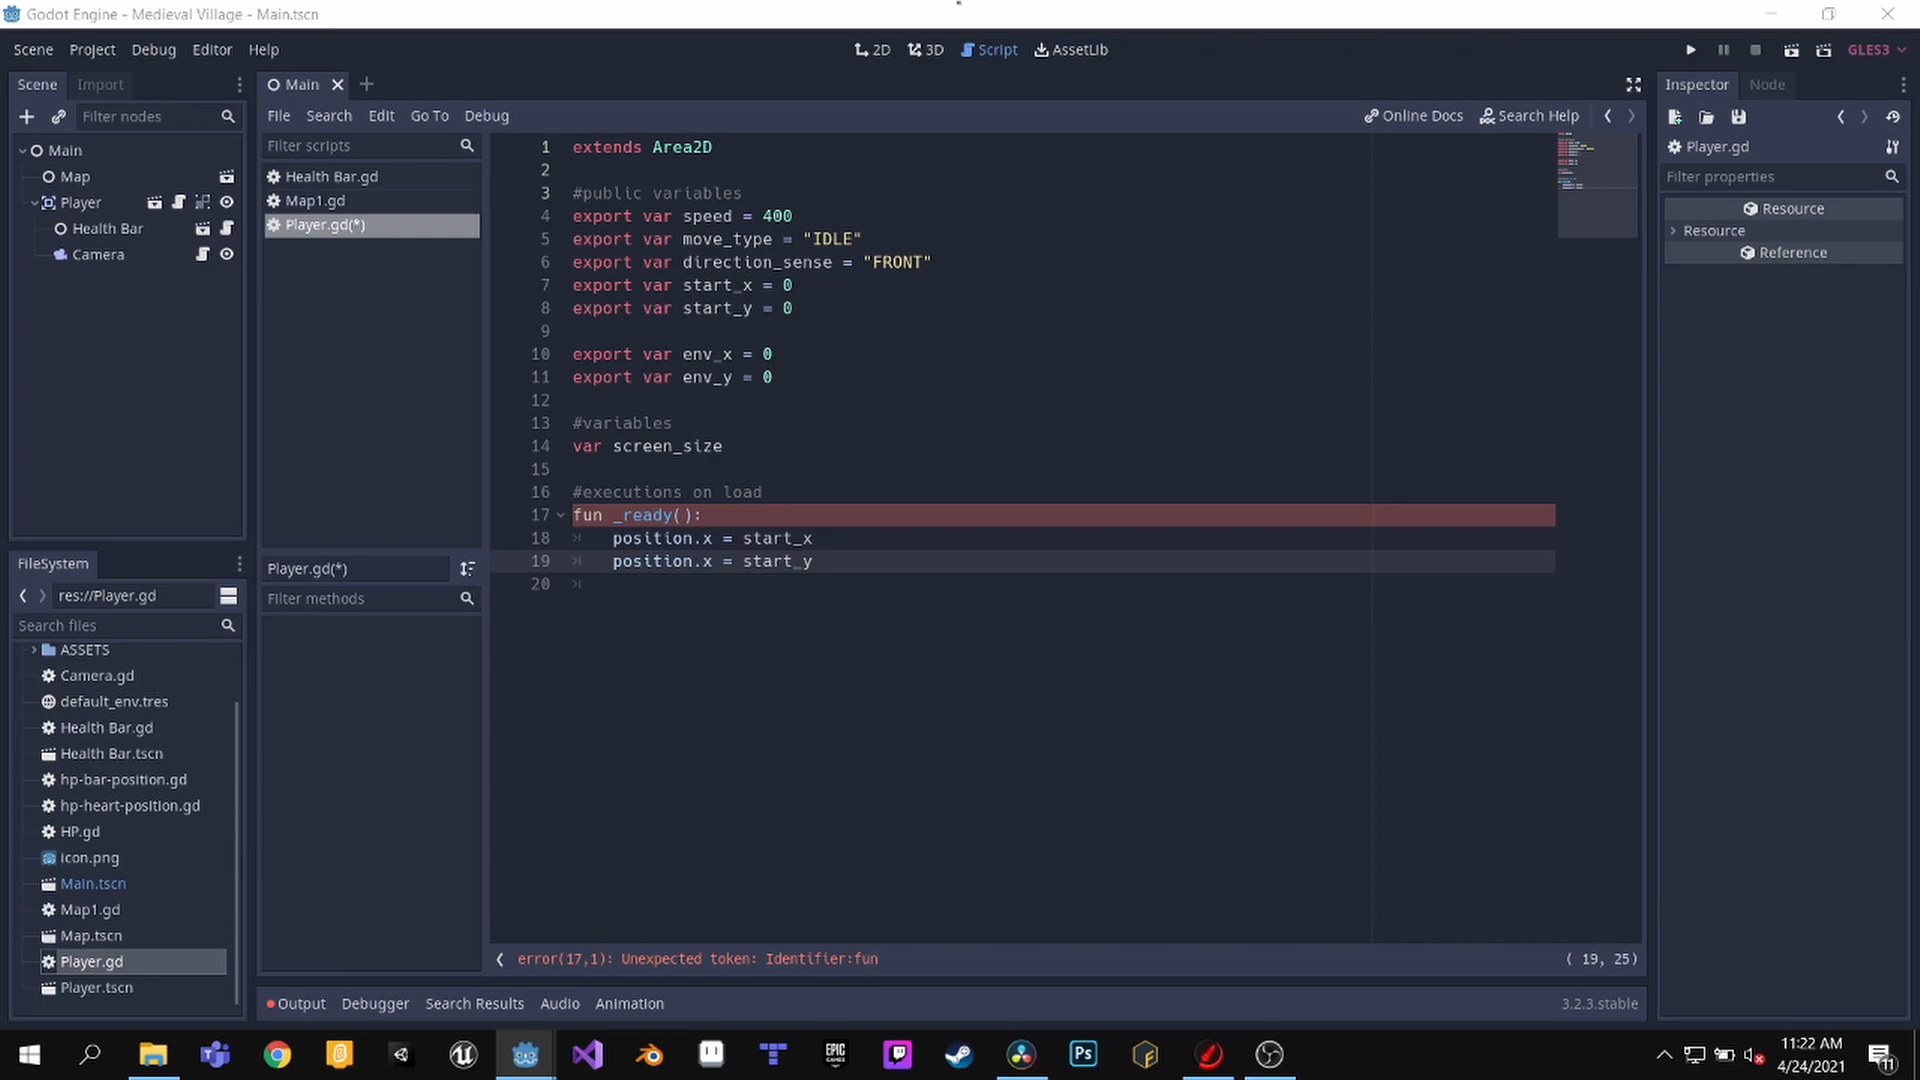 Godot Engine - Medieval Village - Main.tscn
Scene Project Debug Editor Help
2D 3D Script AssetLib
GLES3
Scene Import
Main
Inspector Node
Filter nodes
File Search Edit Go To Debug
Online Docs Search Help
Main
Map
Player
Health Bar
Camera
Filter scripts
Health Bar.gd
Map1.gd
Player.gd(*)
Player.gd(*)
Filter methods
1 extends Area2D
2
3 #public variables
4 export var speed = 400
5 export var move_type = "IDLE"
6 export var direction_sense = "FRONT"
7 export var start_x = 0
8 export var start_y = 0
9
10 export var env_x = 0
11 export var env_y = 0
12
13 #variables
14 var screen_size
15
16 #executions on load
17 fun _ready():
18 position.x = start_x
19 position.x = start_y
20
error(17,1): Unexpected token: Identifier:fun
( 19, 25)
Player.gd
Filter properties
Resource
Resource
Reference
FileSystem
res://Player.gd
Search files
ASSETS
Camera.gd
default_env.tres
Health Bar.gd
Health Bar.tscn
hp-bar-position.gd
hp-heart-position.gd
HP.gd
icon.png
Main.tscn
Map1.gd
Map.tscn
Player.gd
Player.tscn
Output Debugger Search Results Audio Animation
3.2.3.stable
EPIC GAMES
Ps
11:22 AM
4/24/2021
11